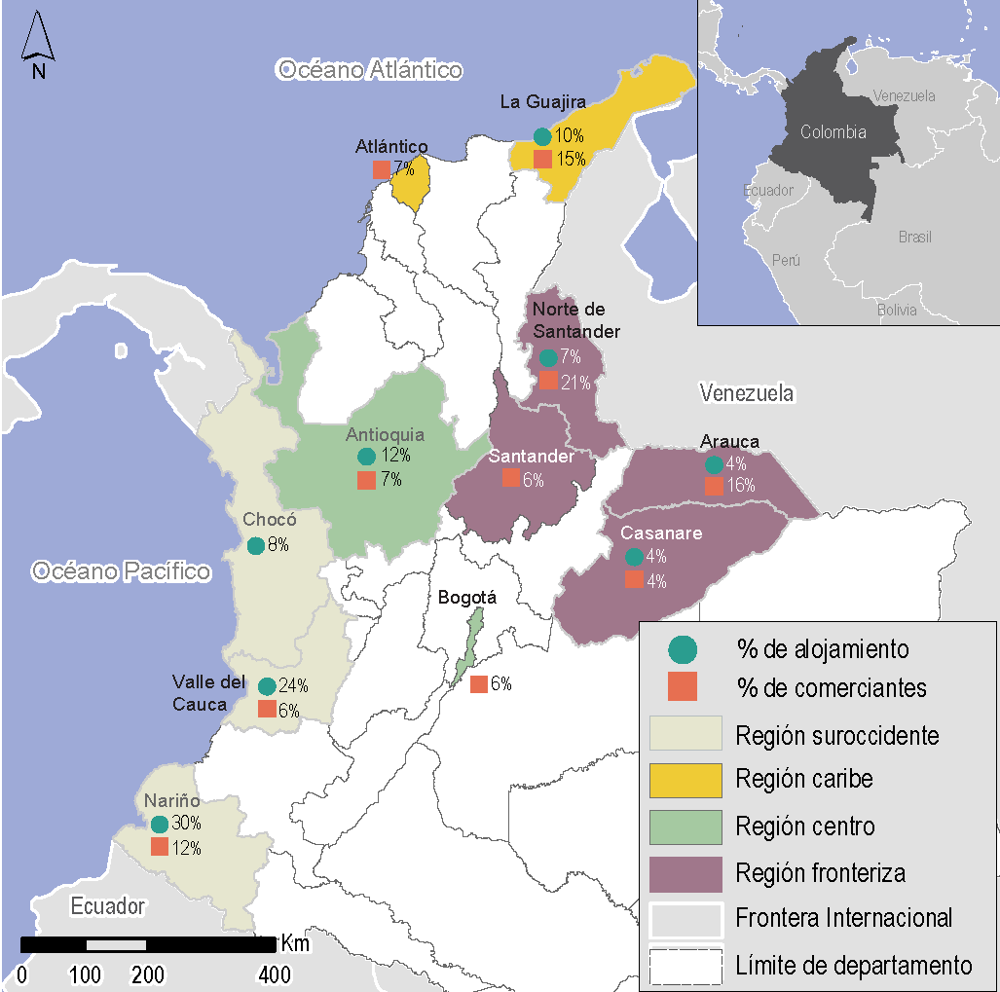 N
Océano Atlántico
La Guajira
10%
15%
Atlántico
7%
Venezuela
Colombia
Ecuador
Perú
Brasil
Bolivia
Norte de
Santander
7%
21%
Venezuela
Antioquia
12%
7%
Santander
6%
Arauca
4%
16%
Chocó
8%
Casanare
4%
4%
Océano Pacífico
Bogotá
6%
Valle del
Cauca
24%
6%
Nariño
30%
12%
Ecuador
Km
0 100 200 400
% de alojamiento
% de comerciantes
Región suroccidente
Región caribe
Región centro
Región fronteriza
Frontera Internacional
Límite de departamento